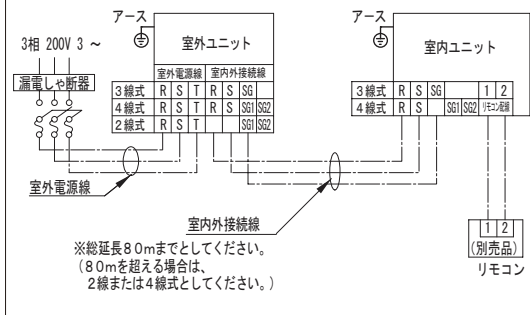 アース
アース
3相 200V 3 ～
漏電しゃ断器
室外ユニット
室外電源線 室内外接続線
3線式 R S T R S SG
4線式 R S T R S SG1 SG2
2線式 R S T SG1 SG2
室内ユニット
3線式 R S SG 1 2
4線式 R S SG1 SG2 リモコン配線
室外電源線
室内外接続線
※総延長80mまでとしてください。
(80mを超える場合は、
2線または4線式としてください。)
1 2
(別売品)
リモコン